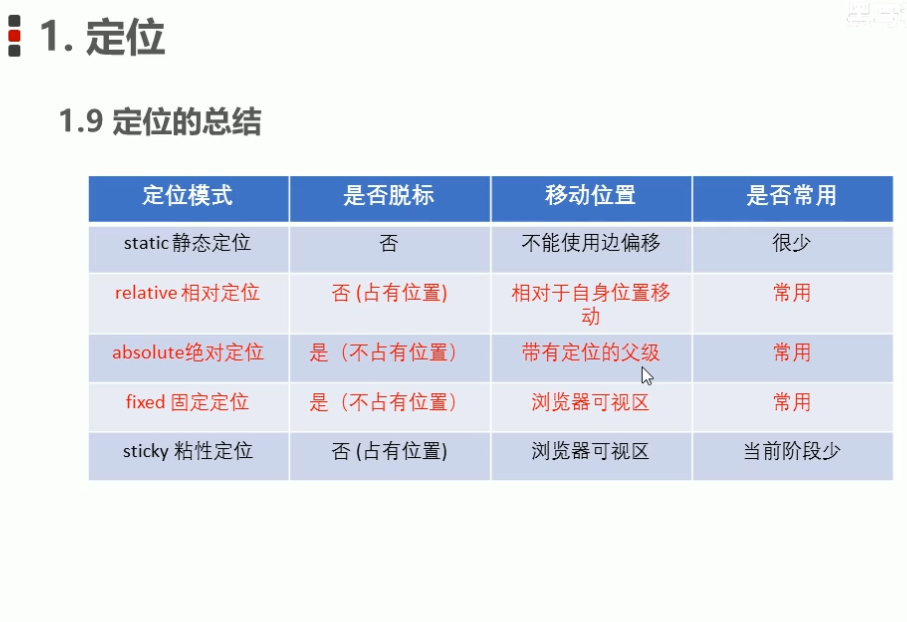 1. 定位
1.9 定位的总结
定位模式 是否脱标 移动位置 是否常用
static 静态定位 否 不能使用边偏移 很少
relative 相对定位 否 (占有位置) 相对于自身位置移
动 常用
absolute绝对定位 是（不占有位置） 带有定位的父级 常用
fixed 固定定位 是（不占有位置） 浏览器可视区 常用
sticky 粘性定位 否 (占有位置) 浏览器可视区 当前阶段少